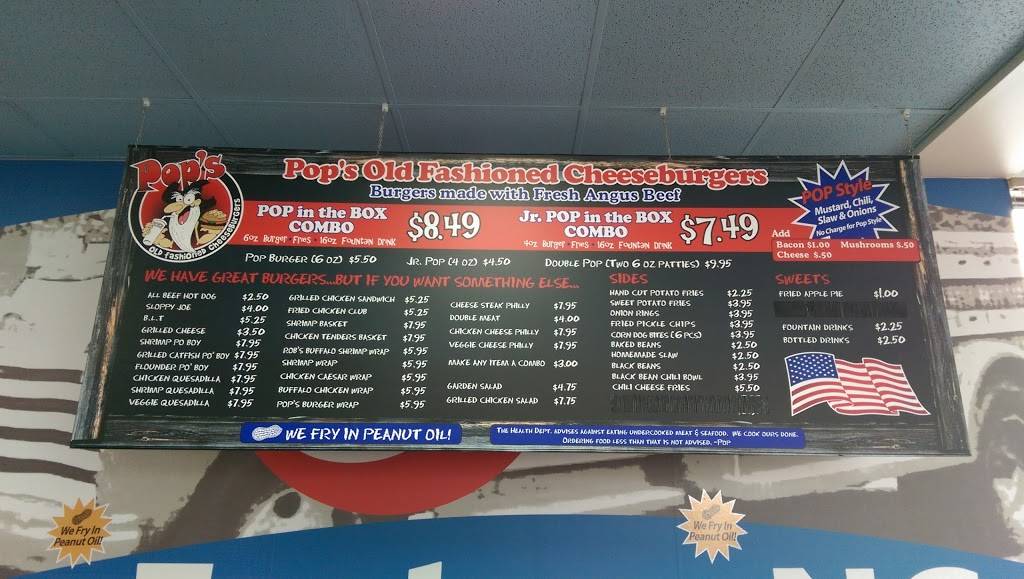 Pop's
OLD FASHIONED CHEESEBURGERS
Pop's Old Fashioned Cheeseburgers
Burgers made with Fresh Angus Beef
POP in the BOX
COMBO
$8.49
6oz Burger Fries 16oz Fountain Drink
Jr. POP in the BOX
COMBO
$7.49
4oz Burger Fries 16oz Fountain Drink
POP Style
Mustard, Chili,
Slaw & Onions
No Charge for Pop Style
Add
Bacon $1.00 Mushrooms $.50
Cheese $.50
POP BURGER (6 OZ) $5.50
JR. POP (4 OZ) $4.50
DOUBLE POP (TWO 6 OZ PATTIES) $9.95
WE HAVE GREAT BURGERS...BUT IF YOU WANT SOMETHING ELSE...
ALL BEEF HOT DOG $2.50
SLOPPY JOE $4.00
B.L.T $5.25
GRILLED CHEESE $3.50
SHRIMP PO BOY $7.95
GRILLED CATFISH PO' BOY $7.95
FLOUNDER PO' BOY $7.95
CHICKEN QUESADILLA $7.95
SHRIMP QUESADILLA $7.95
VEGGIE QUESADILLA $7.95
GRILLED CHICKEN SANDWICH $5.25
FRIED CHICKEN CLUB $5.25
SHRIMP BASKET $7.95
CHICKEN TENDERS BASKET $7.95
ROB'S BUFFALO SHRIMP WRAP $5.95
SHRIMP WRAP $5.95
CHICKEN CAESAR WRAP $5.95
BUFFALO CHICKEN WRAP $5.95
POP'S BURGER WRAP $5.95
CHEESE STEAK PHILLY $7.95
DOUBLE MEAT $4.00
CHICKEN CHEESE PHILLY $7.95
VEGGIE CHEESE PHILLY $7.95
MAKE ANY ITEM A COMBO $3.00
GARDEN SALAD $4.75
GRILLED CHICKEN SALAD $7.75
SIDES
HAND CUT POTATO FRIES $2.25
SWEET POTATO FRIES $3.95
ONION RINGS $3.95
FRIED PICKLE CHIPS $3.95
CORN DOG BITES (6 PCS) $3.95
BAKED BEANS $2.50
HOMEMADE SLAW $2.50
BLACK BEANS $2.50
BLACK BEAN CHILI BOWL $3.95
CHILI CHEESE FRIES $5.50
SWEETS
FRIED APPLE PIE $1.00
FOUNTAIN DRINKS $2.25
BOTTLED DRINKS $2.50
WE FRY IN PEANUT OIL!
THE HEALTH DEPT. ADVISES AGAINST EATING UNDERCOOKED MEAT & SEAFOOD. WE COOK OURS DONE.
ORDERING FOOD LESS THAN THAT IS NOT ADVISED. -POP
We Fry In
Peanut Oil!
We Fry In
Peanut Oil!